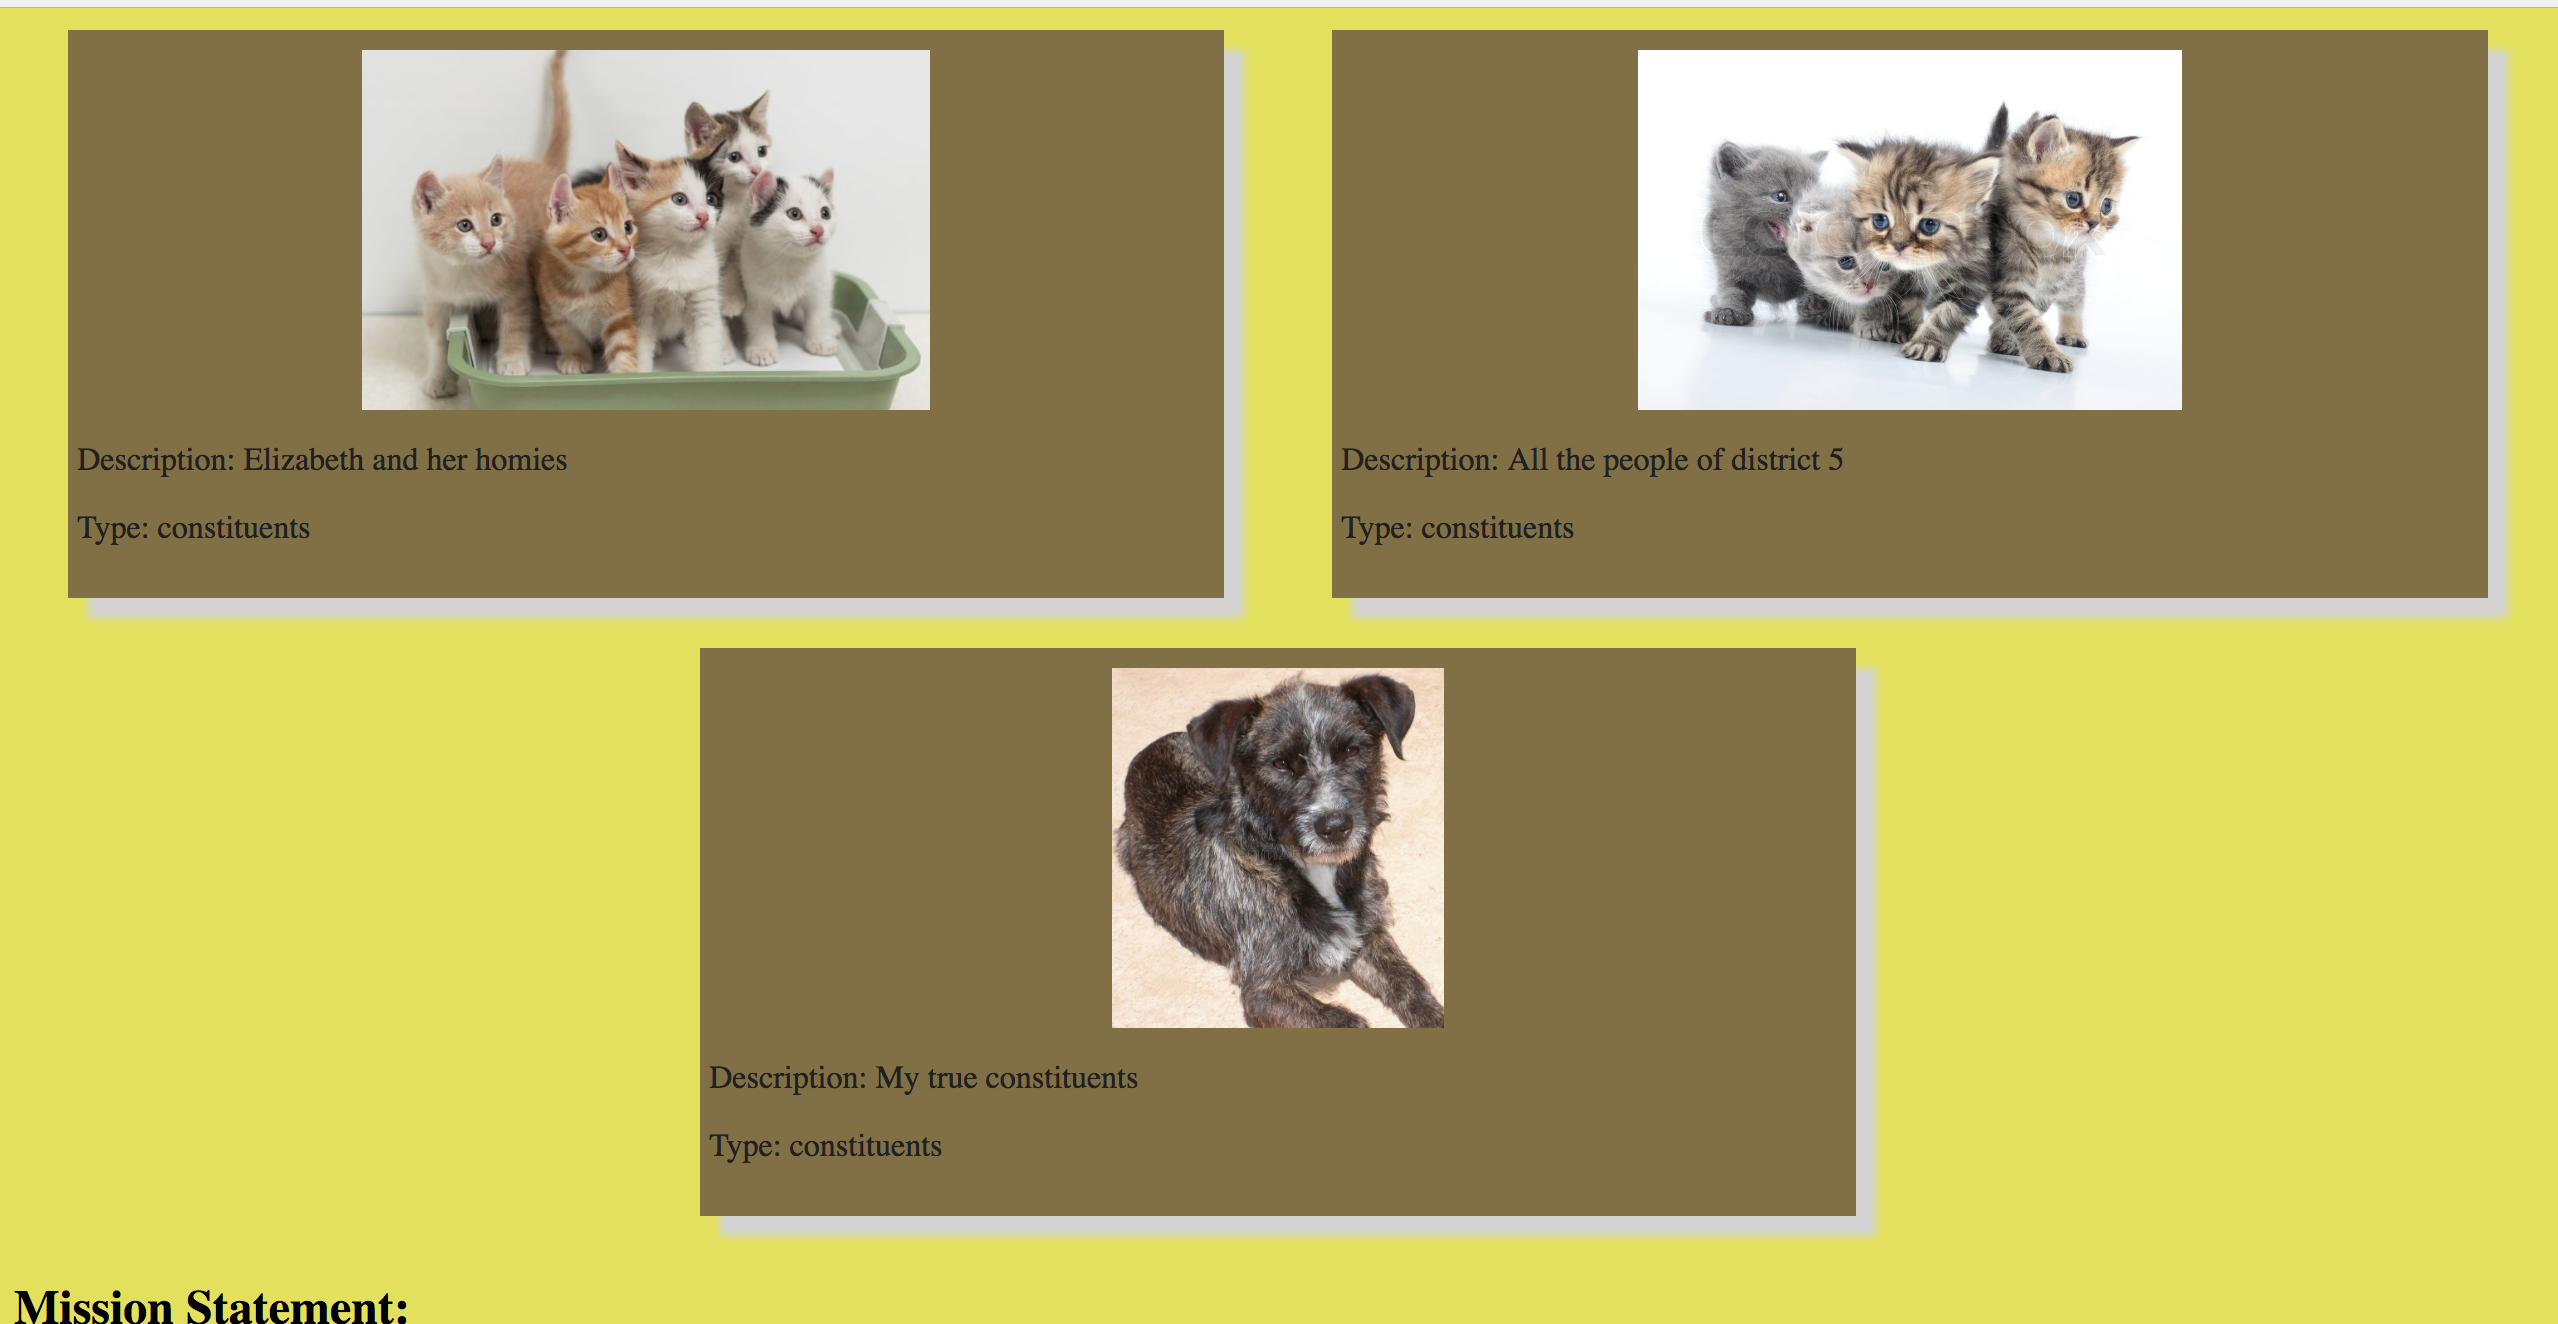 Description: Elizabeth and her homies
Type: constituents
Description: All the people of district 5
Type: constituents
Description: My true constituents
Type: constituents
Mission Statement: